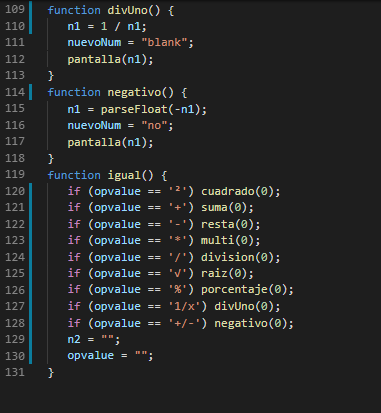 109 function divUno() {
110 n1 = 1 / n1;
111 nuevoNum = "blank";
112 pantalla(n1);
113 }
114 function negativo() {
115 n1 = parseFloat(-n1);
116 nuevoNum = "no";
117 pantalla(n1);
118 }
119 function igual() {
120 if (opvalue == '²') cuadrado(0);
121 if (opvalue == '+') suma(0);
122 if (opvalue == '-') resta(0);
123 if (opvalue == '*') multi(0);
124 if (opvalue == '/') division(0);
125 if (opvalue == '√') raiz(0);
126 if (opvalue == '%') porcentaje(0);
127 if (opvalue == '1/x') divUno(0);
128 if (opvalue == '+/-') negativo(0);
129 n2 = "";
130 opvalue = "";
131 }